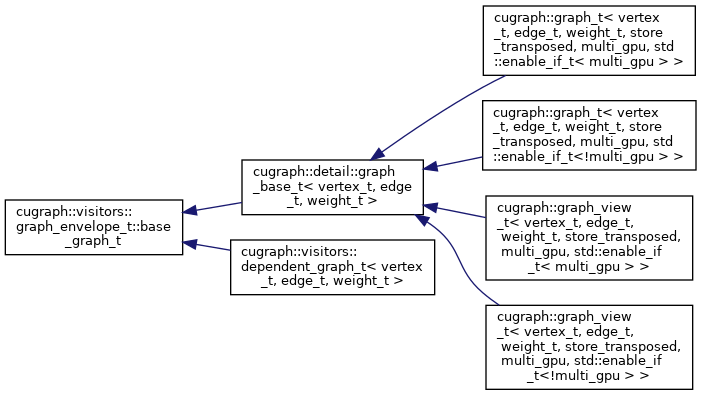 cugraph::graph_t< vertex
_t, edge_t, weight_t, store
_transposed, multi_gpu, std
::enable_if_t< multi_gpu > >
cugraph::graph_t< vertex
_t, edge_t, weight_t, store
_transposed, multi_gpu, std
::enable_if_t<!multi_gpu > >
cugraph::detail::graph
_base_t< vertex_t, edge
_t, weight_t >
cugraph::visitors::
graph_envelope_t::base
_graph_t
cugraph::graph_view
_t< vertex_t, edge_t,
weight_t, store_transposed,
multi_gpu, std::enable_if
_t< multi_gpu > >
cugraph::visitors::
dependent_graph_t< vertex
_t, edge_t, weight_t >
cugraph::graph_view
_t< vertex_t, edge_t,
weight_t, store_transposed,
multi_gpu, std::enable_if
_t<!multi_gpu > >